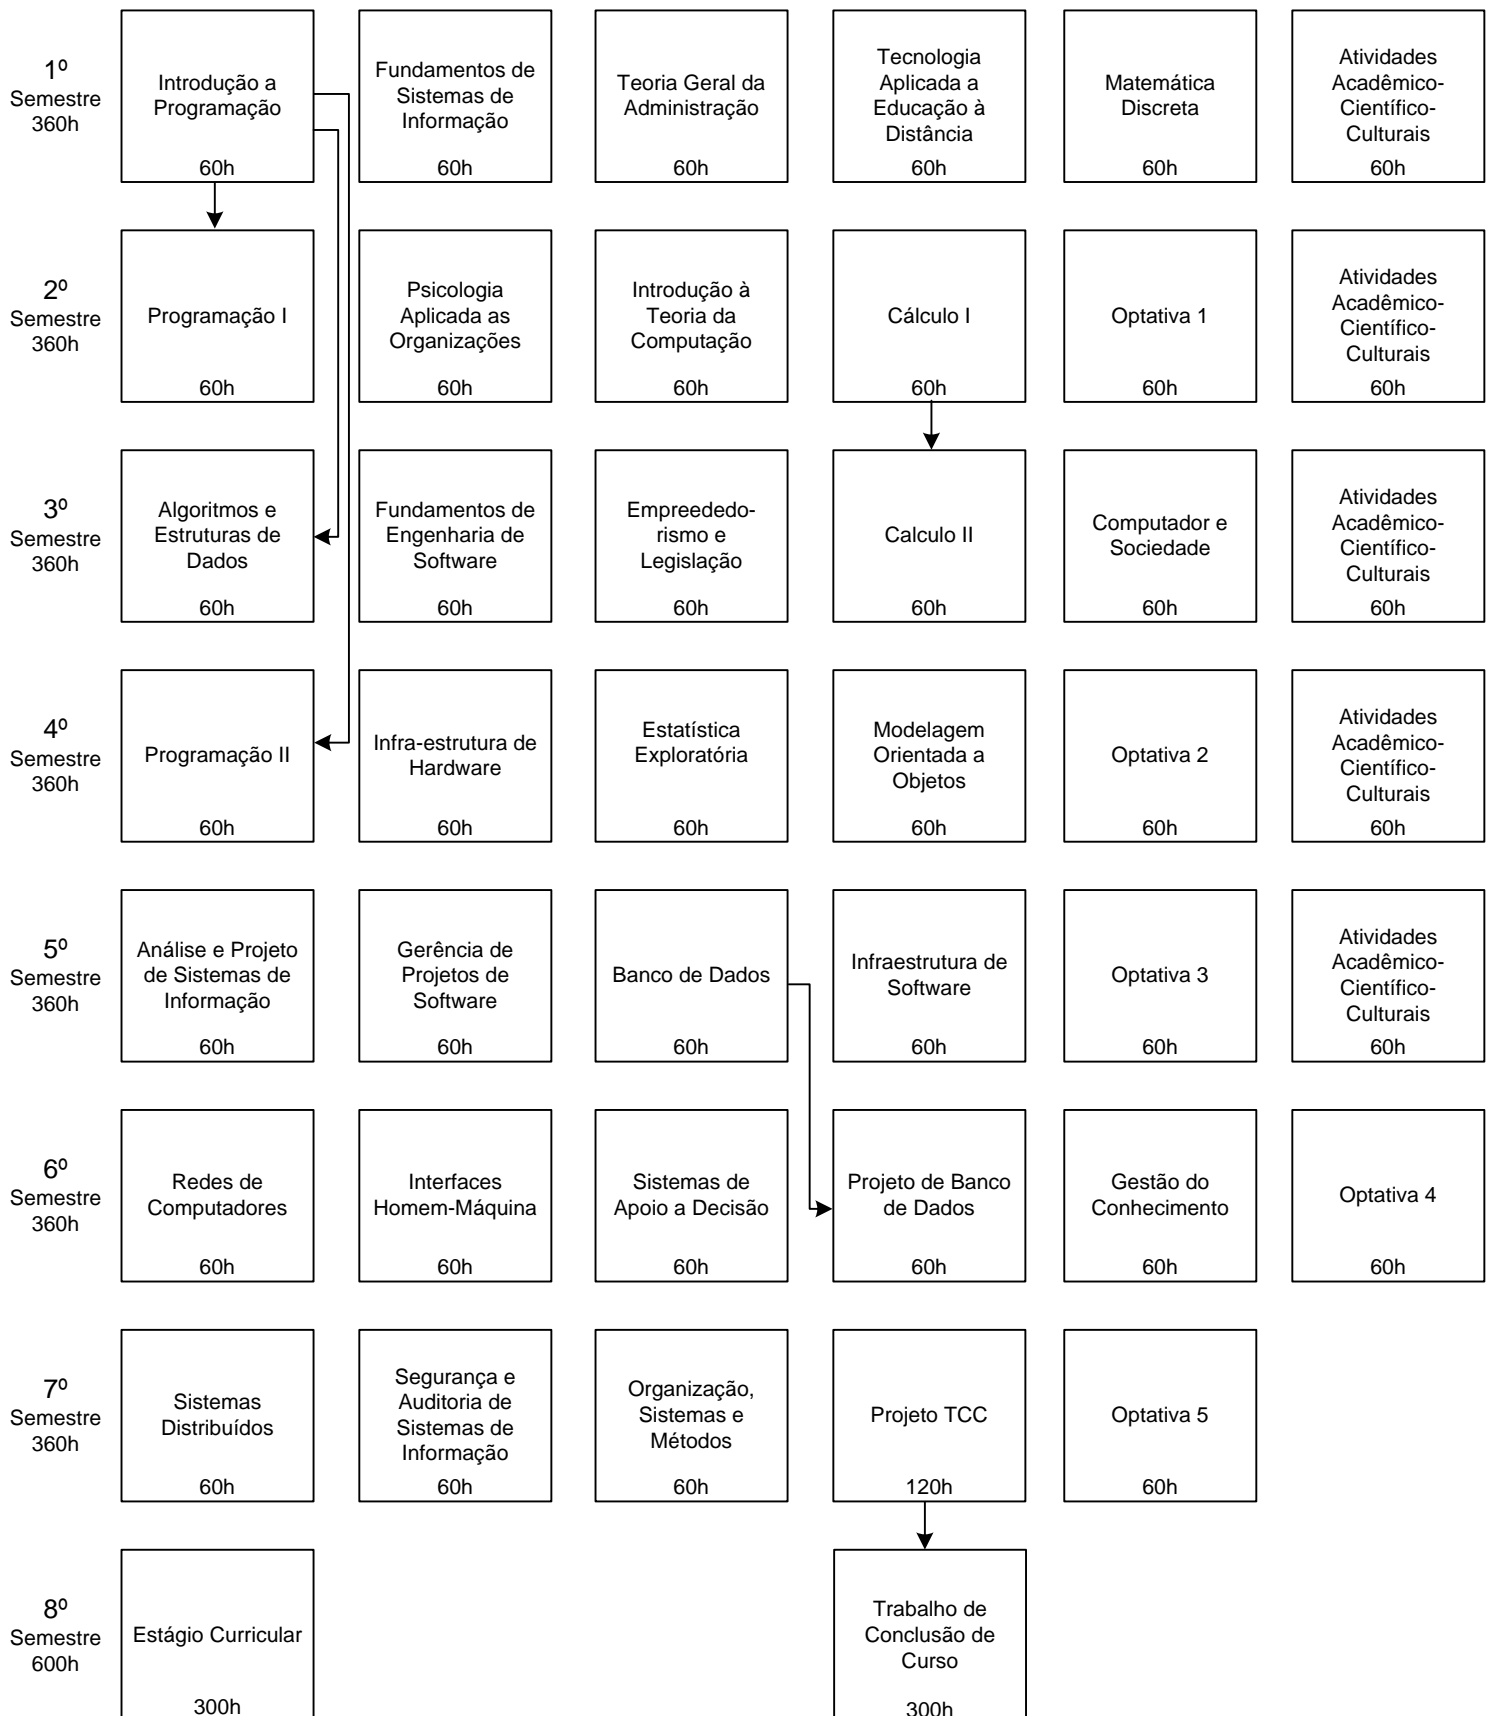 1º
Semestre
360h
Introdução a
Programação
60h
Fundamentos de
Sistemas de
Informação
60h
Teoria Geral da
Administração
60h
Tecnologia
Aplicada a
Educação à
Distância
60h
Matemática
Discreta
60h
Atividades
Acadêmico-
Científico-
Culturais
60h
2º
Semestre
360h
Programação I
60h
Psicologia
Aplicada as
Organizações
60h
Introdução à
Teoria da
Computação
60h
Cálculo I
60h
Optativa 1
60h
Atividades
Acadêmico-
Científico-
Culturais
60h
3º
Semestre
360h
Algoritmos e
Estruturas de
Dados
60h
Fundamentos de
Engenharia de
Software
60h
Empreededo-
rismo e
Legislação
60h
Calculo II
60h
Computador e
Sociedade
60h
Atividades
Acadêmico-
Científico-
Culturais
60h
4º
Semestre
360h
Programação II
60h
Infra-estrutura de
Hardware
60h
Estatística
Exploratória
60h
Modelagem
Orientada a
Objetos
60h
Optativa 2
60h
Atividades
Acadêmico-
Científico-
Culturais
60h
5º
Semestre
360h
Análise e Projeto
de Sistemas de
Informação
60h
Gerência de
Projetos de
Software
60h
Banco de Dados
60h
Infraestrutura de
Software
60h
Optativa 3
60h
Atividades
Acadêmico-
Científico-
Culturais
60h
6º
Semestre
360h
Redes de
Computadores
60h
Interfaces
Homem-Máquina
60h
Sistemas de
Apoio a Decisão
60h
Projeto de Banco
de Dados
60h
Gestão do
Conhecimento
60h
Optativa 4
60h
7º
Semestre
360h
Sistemas
Distribuídos
60h
Segurança e
Auditoria de
Sistemas de
Informação
60h
Organização,
Sistemas e
Métodos
60h
Projeto TCC
120h
Optativa 5
60h
8º
Semestre
600h
Estágio Curricular
300h
Trabalho de
Conclusão de
Curso
300h